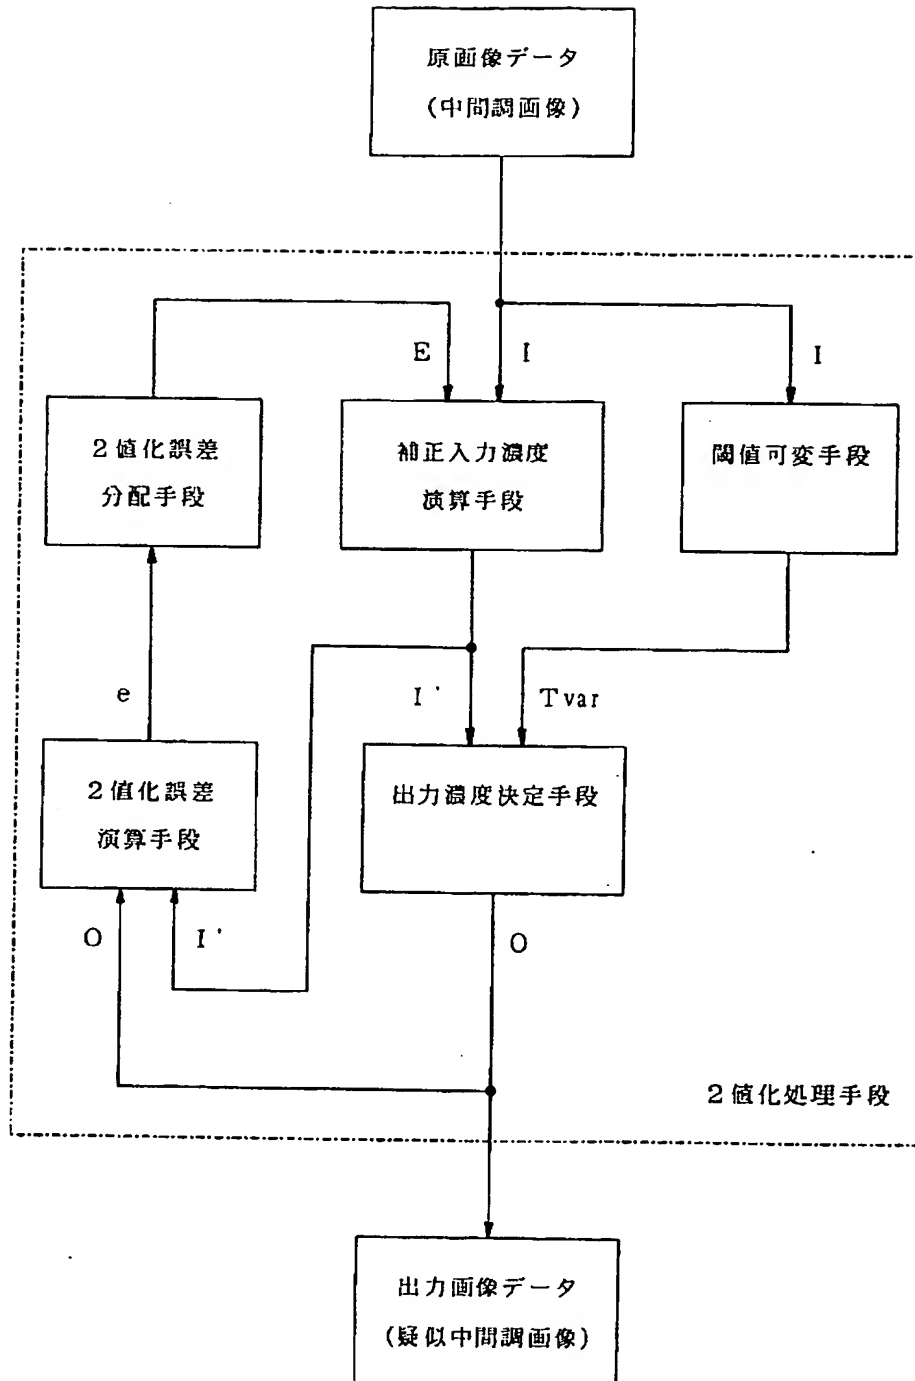 原画像データ
(中間調画像)
E
I
I
2値化誤差
分配手段
補正入力濃度
演算手段
閾値可変手段
e
I'
Tvar
2値化誤差
演算手段
出力濃度決定手段
O
I'
O
2値化処理手段
出力画像データ
(疑似中間調画像)